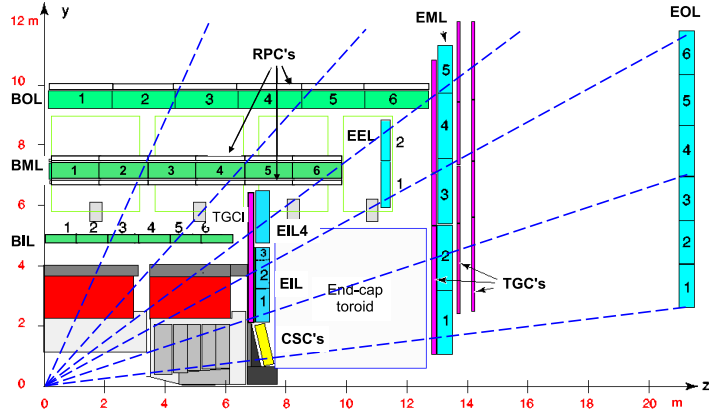 12 m
y
EML
EOL
RPC's
6
5
10
5
BOL
1 2 3 4 5 6
5
4
8
EEL
2
4
BML
1 2 3 4 5 6
3
1
3
6
TGCI
1 2 3 4 5 6
EIL4
BIL
2
2
4
3
2
EIL
End-cap
toroid
TGC's
1
1
2
1
CSC's
0
z
0 2 4 6 8 10 12 14 16 18 20 m